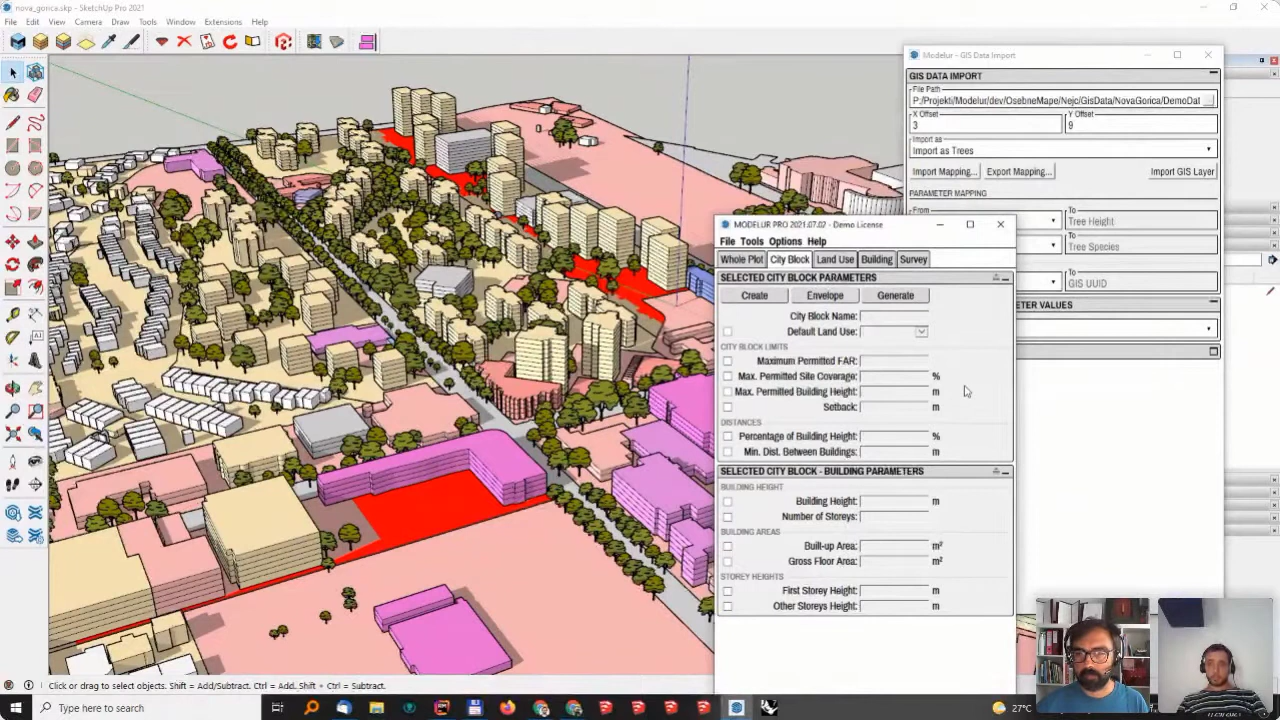 nova_gorica.skp - SketchUp Pro 2021
File Edit View Camera Draw Tools Window Extensions Help
Modelur - GIS Data Import
GIS DATA IMPORT
File Path
P:/Projekti/Modelur/dev/OsebneMape/Nejc/GisData/NovaGorica/DemoDat
X Offset Y Offset
3 9
Import as
Import as Trees
Import Mapping... Export Mapping... Import GIS Layer
PARAMETER MAPPING
From To
Tree Height
To
Tree Species
To
GIS UUID
METER VALUES
MODELUR PRO 2021.07.02 - Demo License
File Tools Options Help
Whole Plot City Block Land Use Building Survey
SELECTED CITY BLOCK PARAMETERS
Create Envelope Generate
City Block Name:
Default Land Use:
CITY BLOCK LIMITS
Maximum Permitted FAR:
Max. Permitted Site Coverage: %
Max. Permitted Building Height: m
Setback: m
DISTANCES
Percentage of Building Height: %
Min. Dist. Between Buildings: m
SELECTED CITY BLOCK - BUILDING PARAMETERS
BUILDING HEIGHT
Building Height: m
Number of Storeys:
BUILDING AREAS
Built-up Area: m²
Gross Floor Area: m²
STOREY HEIGHTS
First Storey Height: m
Other Storeys Height: m
Click or drag to select objects. Shift = Add/Subtract. Ctrl = Add. Shift + Ctrl = Subtract.
Type here to search
27°C